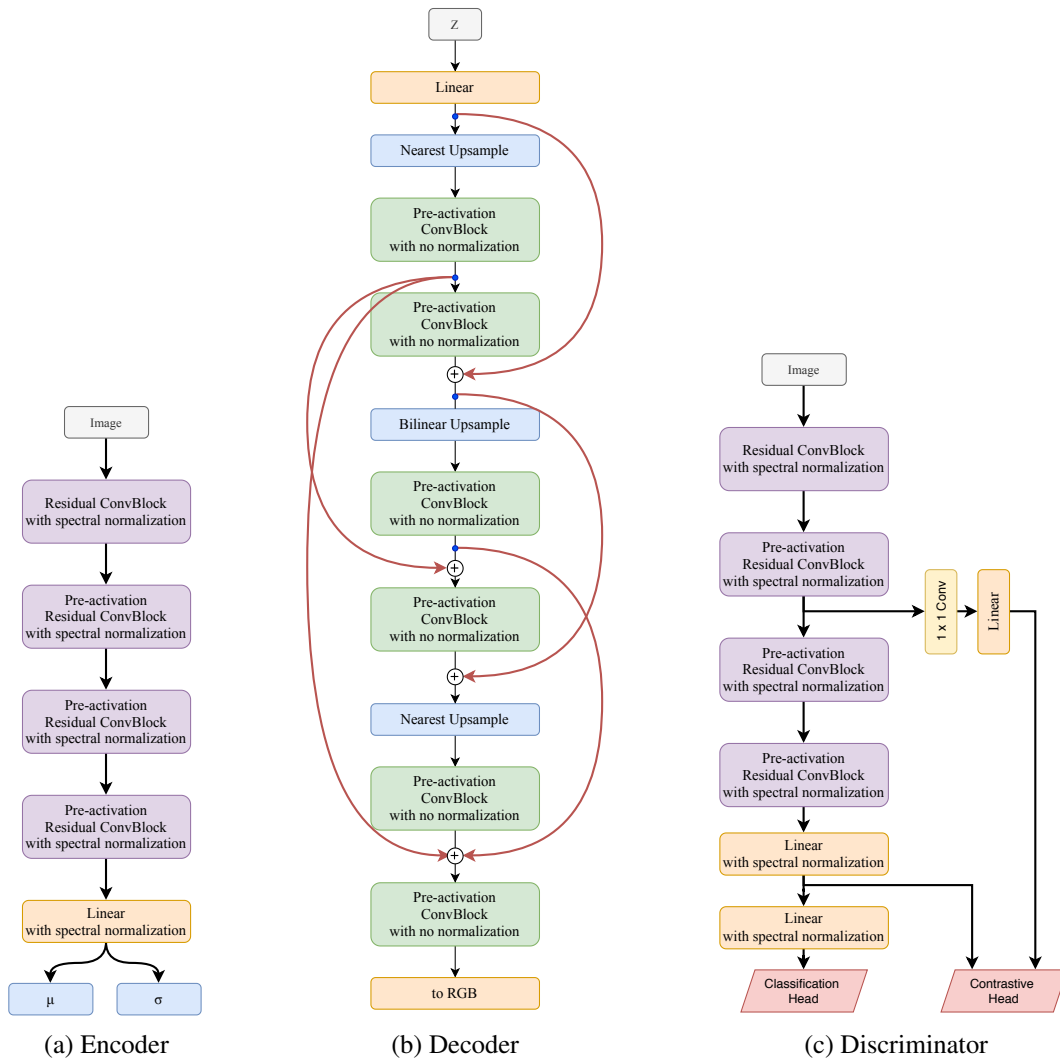 Image
Residual ConvBlock
with spectral normalization
Pre-activation
Residual ConvBlock
with spectral normalization
Pre-activation
Residual ConvBlock
with spectral normalization
Pre-activation
Residual ConvBlock
with spectral normalization
Linear
with spectral normalization
μ
σ
(a) Encoder
Z
Linear
Nearest Upsample
Pre-activation
ConvBlock
with no normalization
Pre-activation
ConvBlock
with no normalization
+
Bilinear Upsample
Pre-activation
ConvBlock
with no normalization
+
Pre-activation
ConvBlock
with no normalization
+
Nearest Upsample
Pre-activation
ConvBlock
with no normalization
+
Pre-activation
ConvBlock
with no normalization
to RGB
(b) Decoder
Image
Residual ConvBlock
with spectral normalization
Pre-activation
Residual ConvBlock
with spectral normalization
1 x 1 Conv
Linear
Pre-activation
Residual ConvBlock
with spectral normalization
Pre-activation
Residual ConvBlock
with spectral normalization
Linear
with spectral normalization
Linear
with spectral normalization
Classification
Head
Contrastive
Head
(c) Discriminator